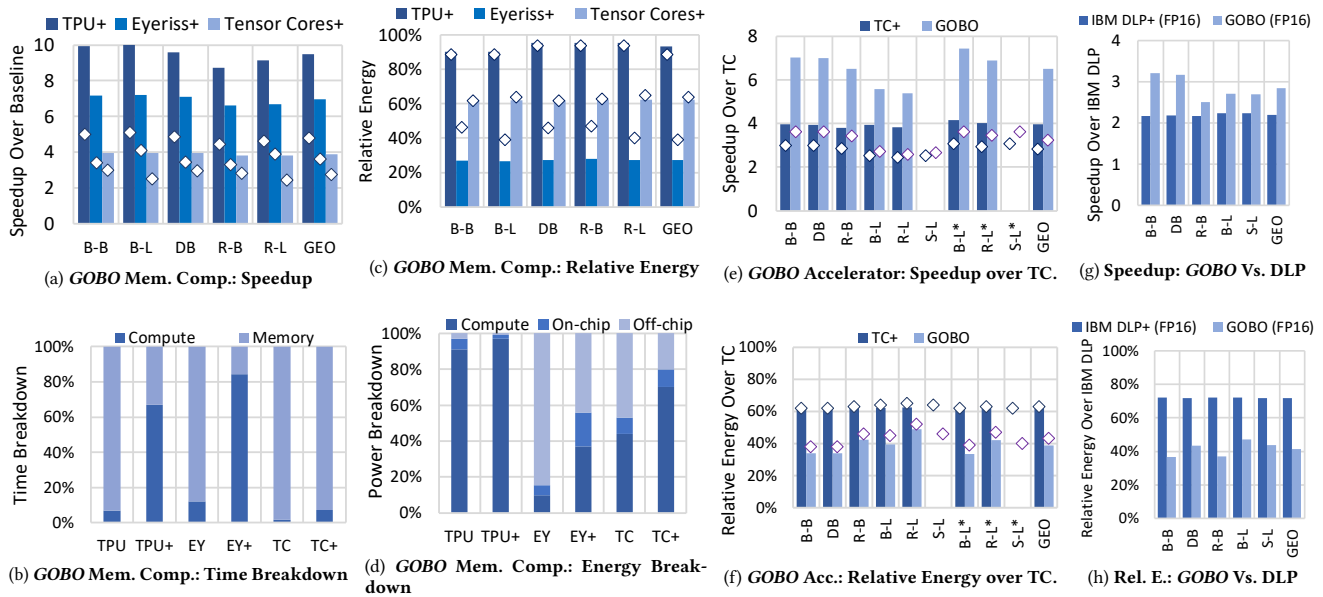 TPU+ Eyeriss+ Tensor Cores+
Speedup Over Baseline
10
8
6
4
2
0
B-B B-L DB R-B R-L GEO
(a) GOBO Mem. Comp.: Speedup
Compute Memory
Time Breakdown
100%
80%
60%
40%
20%
0%
TPU TPU+ EY EY+ TC TC+
(b) GOBO Mem. Comp.: Time Breakdown
TPU+ Eyeriss+ Tensor Cores+
Relative Energy
100%
80%
60%
40%
20%
0%
B-B B-L DB R-B R-L GEO
(c) GOBO Mem. Comp.: Relative Energy
Compute On-chip Off-chip
Power Breakdown
100%
80%
60%
40%
20%
0%
TPU TPU+ EY EY+ TC TC+
(d) GOBO Mem. Comp.: Energy Break-
down
TC+ GOBO
Speedup Over TC
8
6
4
2
0
B-B DB R-B B-L R-L S-L B-L* R-L* S-L* GEO
(e) GOBO Accelerator: Speedup over TC.
TC+ GOBO
Relative Energy Over TC
100%
80%
60%
40%
20%
0%
B-B DB R-B B-L R-L S-L B-L* R-L* S-L* GEO
(f) GOBO Acc.: Relative Energy over TC.
IBM DLP+ (FP16) GOBO (FP16)
Speedup Over IBM DLP
4
3
2
1
0
B-B DB R-B B-L S-L GEO
(g) Speedup: GOBO Vs. DLP
IBM DLP+ (FP16) GOBO (FP16)
Relative Energy Over IBM DLP
100%
80%
60%
40%
20%
0%
B-B DB R-B B-L S-L GEO
(h) Rel. E.: GOBO Vs. DLP